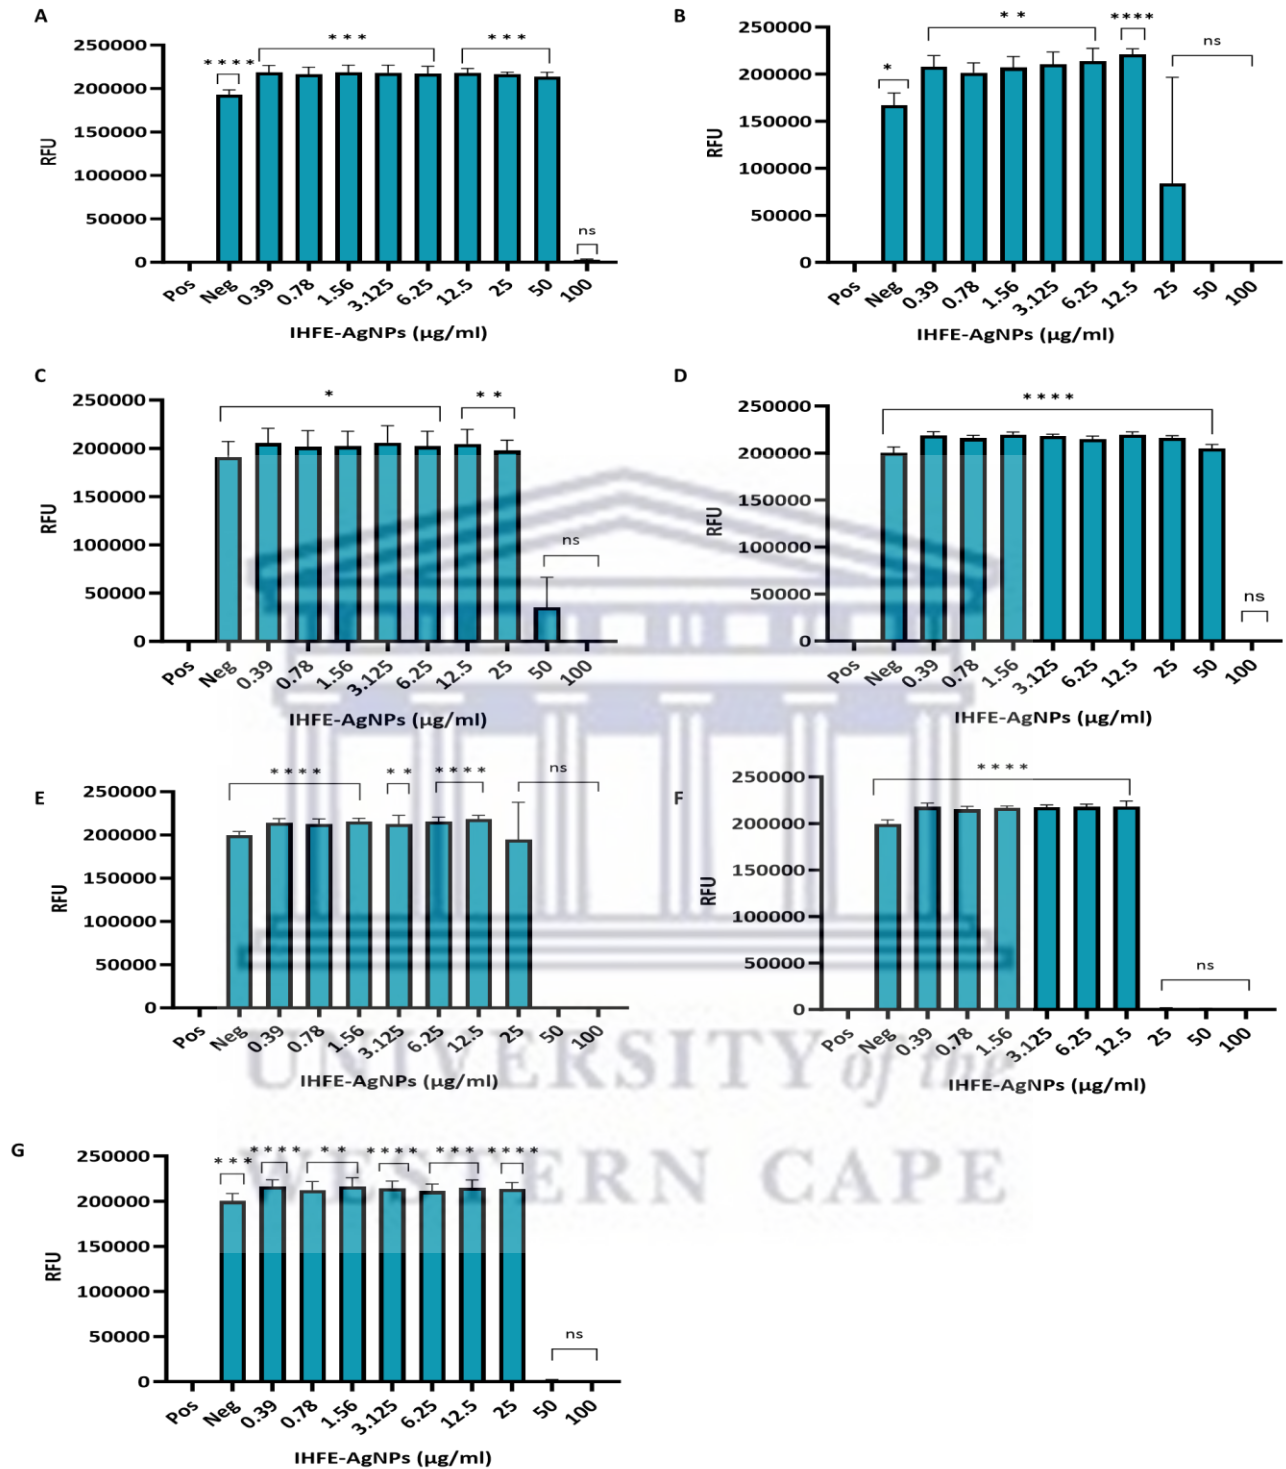 A
* * * *
* * *
* * *
ns
250000
200000
150000
100000
50000
0
RFU
Pos
Neg
0.39
0.78
1.56
3.125
6.25
12.5
25
50
100
IHFE-AgNPs (µg/ml)
B
*
* *
****
ns
250000
200000
150000
100000
50000
0
RFU
Pos
Neg
0.39
0.78
1.56
3.125
6.25
12.5
25
50
100
IHFE-AgNPs (µg/ml)
C
*
* *
ns
250000
200000
150000
100000
50000
0
RFU
Pos
Neg
0.39
0.78
1.56
3.125
6.25
12.5
25
50
100
IHFE-AgNPs (µg/ml)
D
* * * *
ns
250000
200000
150000
100000
50000
0
RFU
Pos
Neg
0.39
0.78
1.56
3.125
6.25
12.5
25
50
100
IHFE-AgNPs (µg/ml)
E
* * * *
* *
* * * *
ns
250000
200000
150000
100000
50000
0
RFU
Pos
Neg
0.39
0.78
1.56
3.125
6.25
12.5
25
50
100
IHFE-AgNPs (µg/ml)
F
* * * *
ns
250000
200000
150000
100000
50000
0
RFU
Pos
Neg
0.39
0.78
1.56
3.125
6.25
12.5
25
50
100
IHFE-AgNPs (µg/ml)
UNIVERSITY of the
WESTERN CAPE
G
* * *
* * * *
* *
* * * *
* * *
* * * *
ns
250000
200000
150000
100000
50000
0
RFU
Pos
Neg
0.39
0.78
1.56
3.125
6.25
12.5
25
50
100
IHFE-AgNPs (µg/ml)